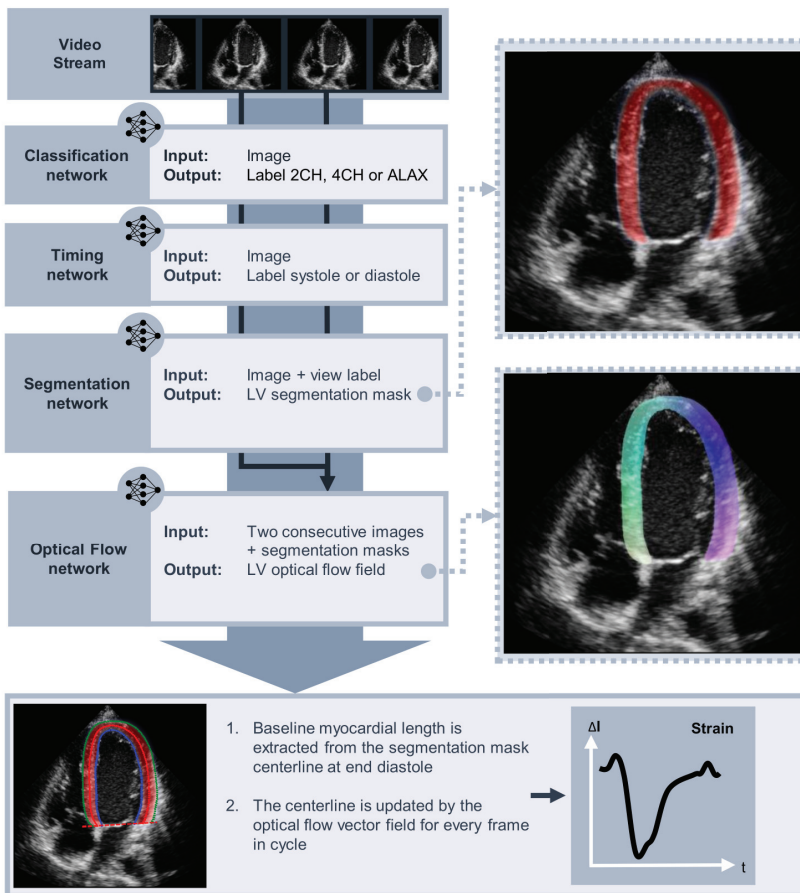 Video
Stream
Classification
network
Input: Image
Output: Label 2CH, 4CH or ALAX
Timing
network
Input: Image
Output: Label systole or diastole
Segmentation
network
Input: Image + view label
Output: LV segmentation mask
Optical Flow
network
Input: Two consecutive images
+ segmentation masks
Output: LV optical flow field
1. Baseline myocardial length is
extracted from the segmentation mask
centerline at end diastole
2. The centerline is updated by the
optical flow vector field for every frame
in cycle
Δl
Strain
t